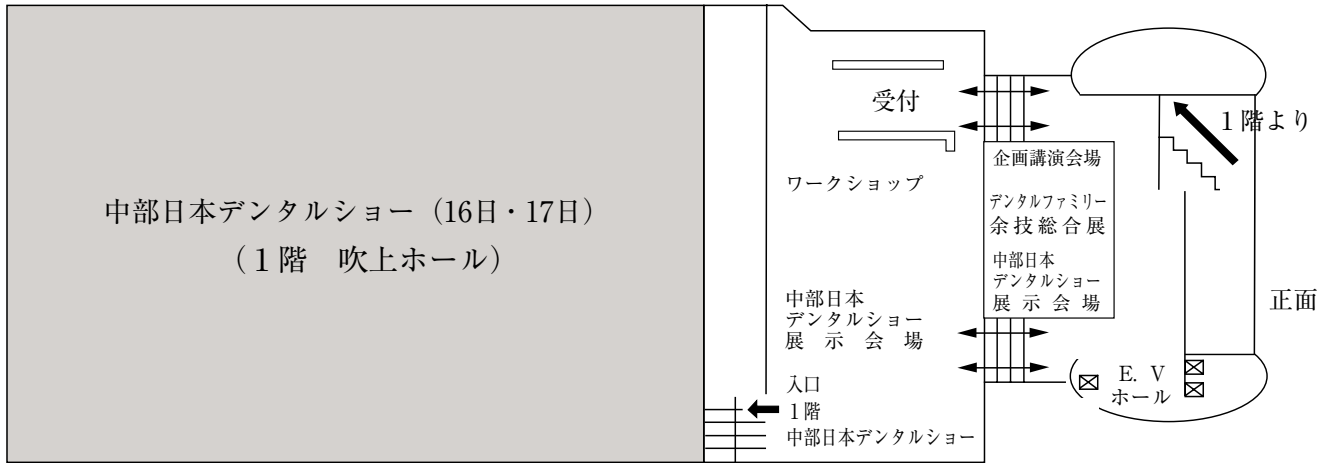 中部日本デンタルショー（16日・17日）
（１階　吹上ホール）
受付
ワークショップ
中部日本
デンタルショー
展示会場
入口
１階
中部日本デンタルショー
企画講演会場
デンタルファミリー
余技総合展
中部日本
デンタルショー
展示会場
１階より
正面
E. V
ホール